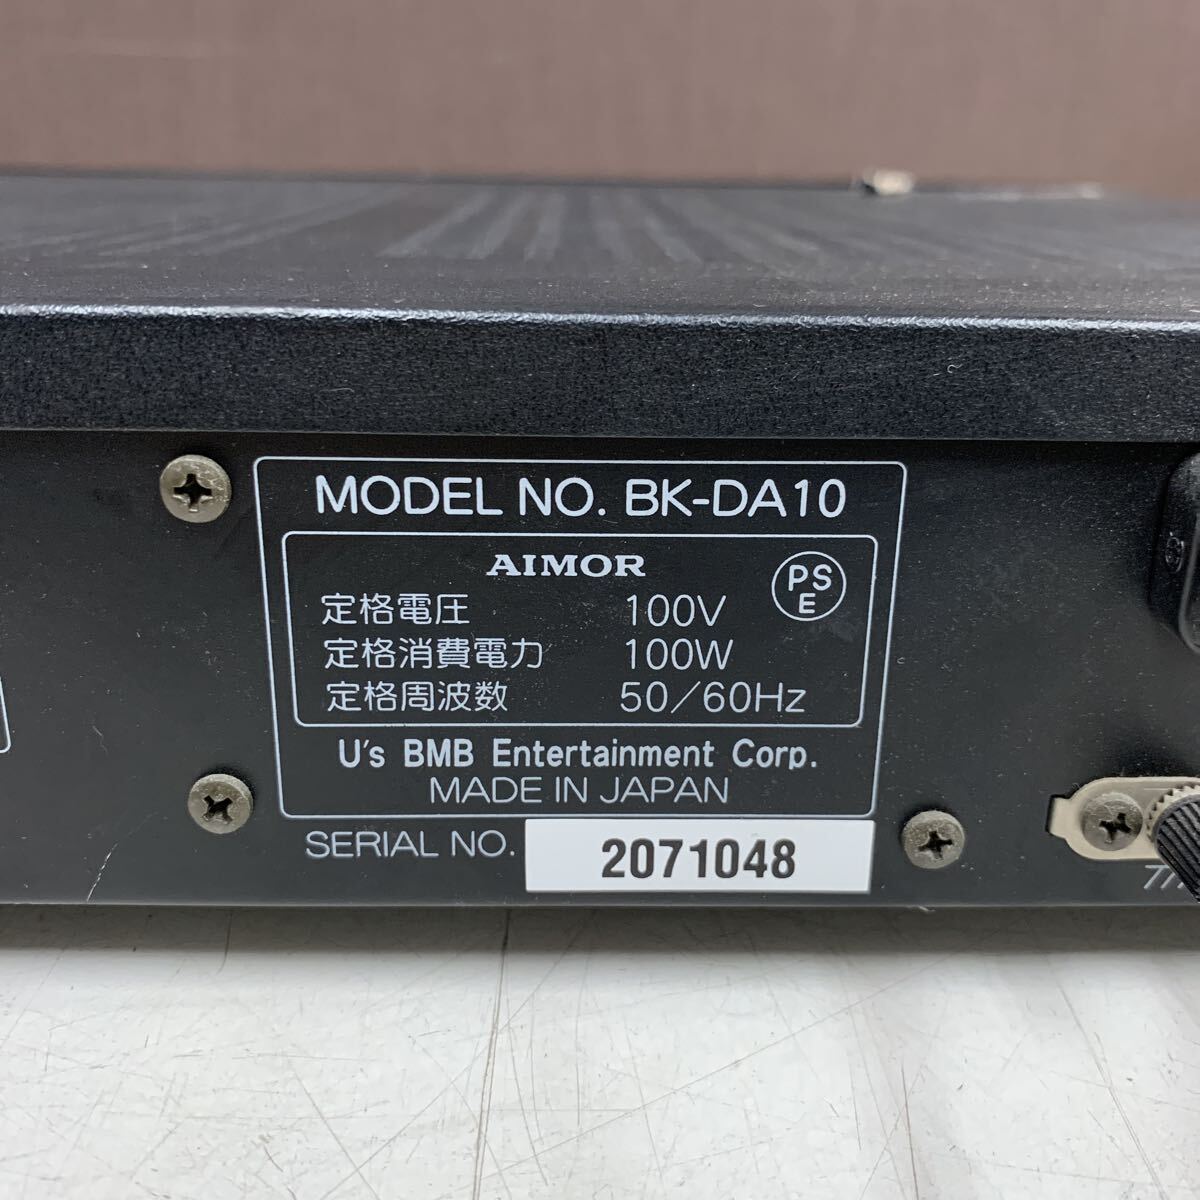 MODEL NO. BK-DA10
AIMOR
PS
E
定格電圧 100V
定格消費電力 100W
定格周波数 50/60Hz
U's BMB Entertainment Corp.
MADE IN JAPAN
SERIAL NO. 2071048